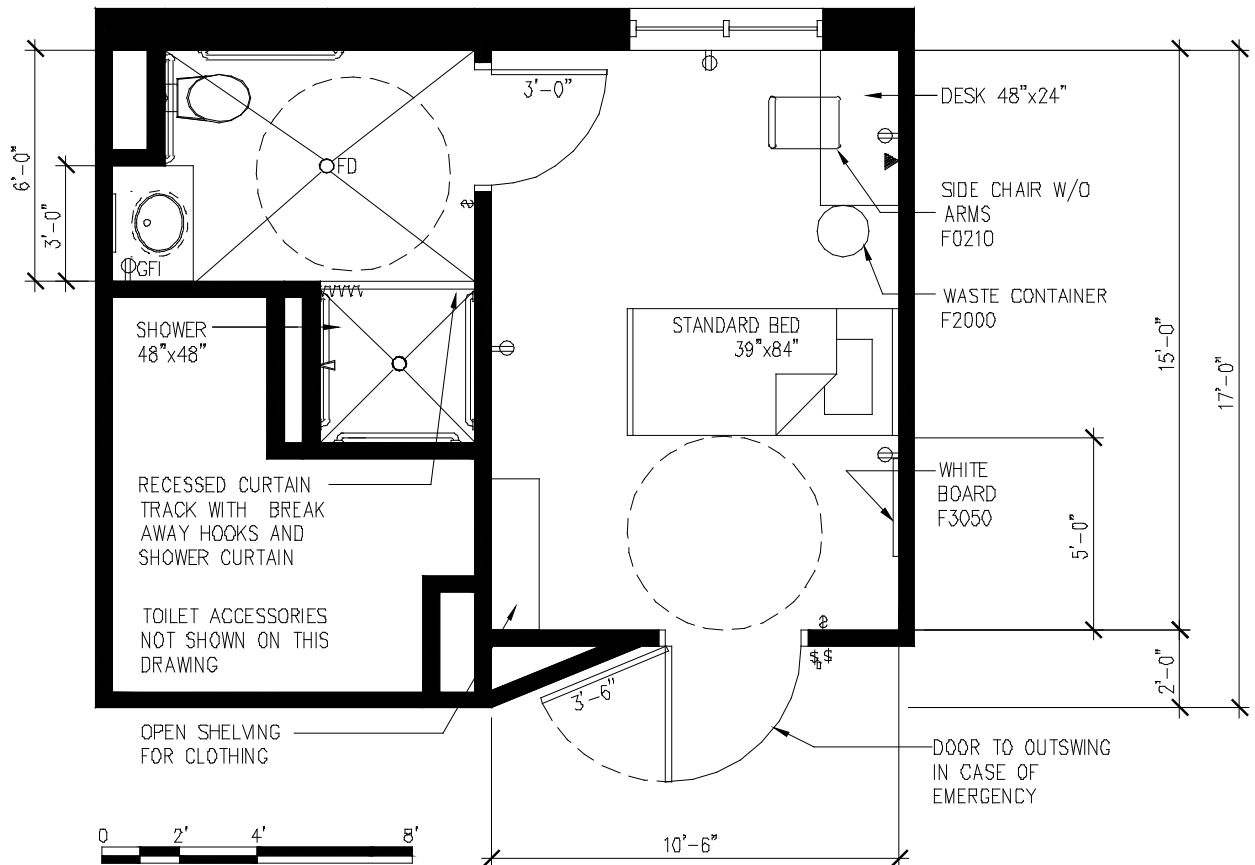 3'-0"
DESK 48"x24"
6'-0"
3'-0"
FD
GFI
SIDE CHAIR W/O
ARMS
F0210
WASTE CONTAINER
F2000
SHOWER
48"x48"
STANDARD BED
39"x84"
15'-0"
17'-0"
RECESSED CURTAIN
TRACK WITH BREAK
AWAY HOOKS AND
SHOWER CURTAIN
WHITE
BOARD
F3050
5'-0"
TOILET ACCESSORIES
NOT SHOWN ON THIS
DRAWING
2'-0"
3'-6"
OPEN SHELVING
FOR CLOTHING
DOOR TO OUTSWING
IN CASE OF
EMERGENCY
0 2' 4' 8'
10'-6"